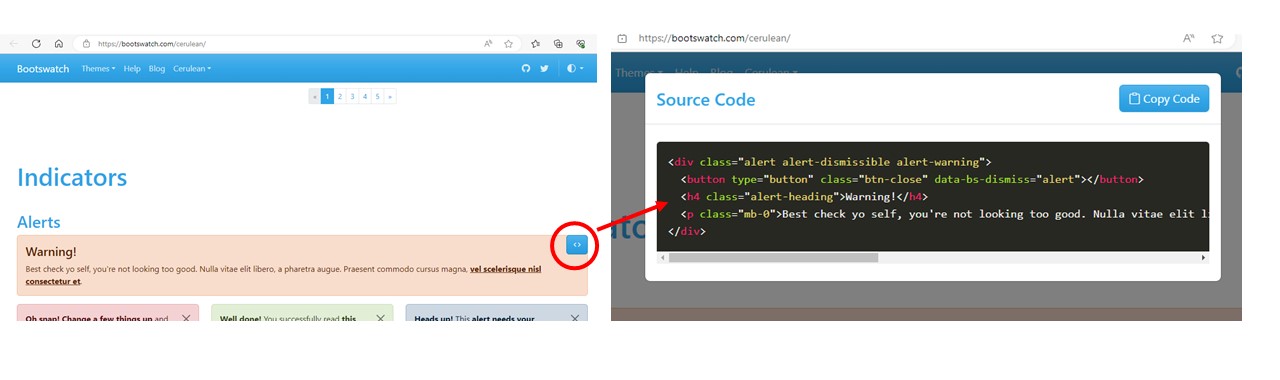 https://bootswatch.com/cerulean/
Bootswatch Themes Help Blog Cerulean
« 1 2 3 4 5 »
Indicators
Alerts
Warning!
Best check yo self, you're not looking too good. Nulla vitae elit libero, a pharetra augue. Praesent commodo cursus magna, vel scelerisque nisl
consectetur et.
<>
Oh snap! Change a few things up and
Well done! You successfully read this
Heads up! This alert needs your
https://bootswatch.com/cerulean/
Themes Help Blog Cerulean
Source Code
Copy Code
<div class="alert alert-dismissible alert-warning">
<button type="button" class="btn-close" data-bs-dismiss="alert"></button>
<h4 class="alert-heading">Warning!</h4>
<p class="mb-0">Best check yo self, you're not looking too good. Nulla vitae elit
</div>